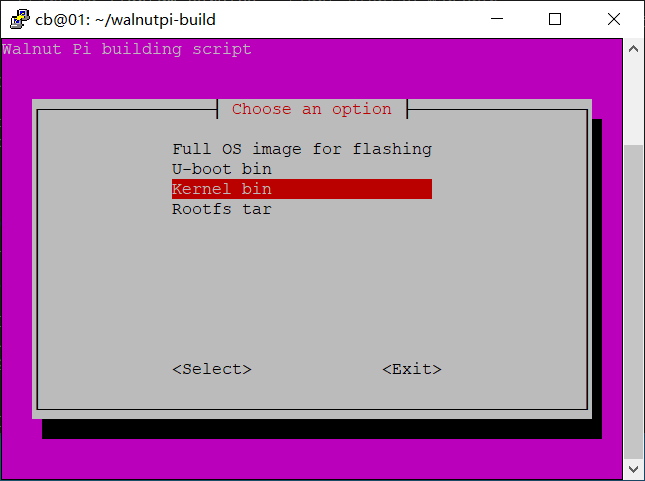 cb@01: ~/walnutpi-build
Walnut Pi building script
Choose an option
Full OS image for flashing
U-boot bin
Kernel bin
Rootfs tar
<Select> <Exit>